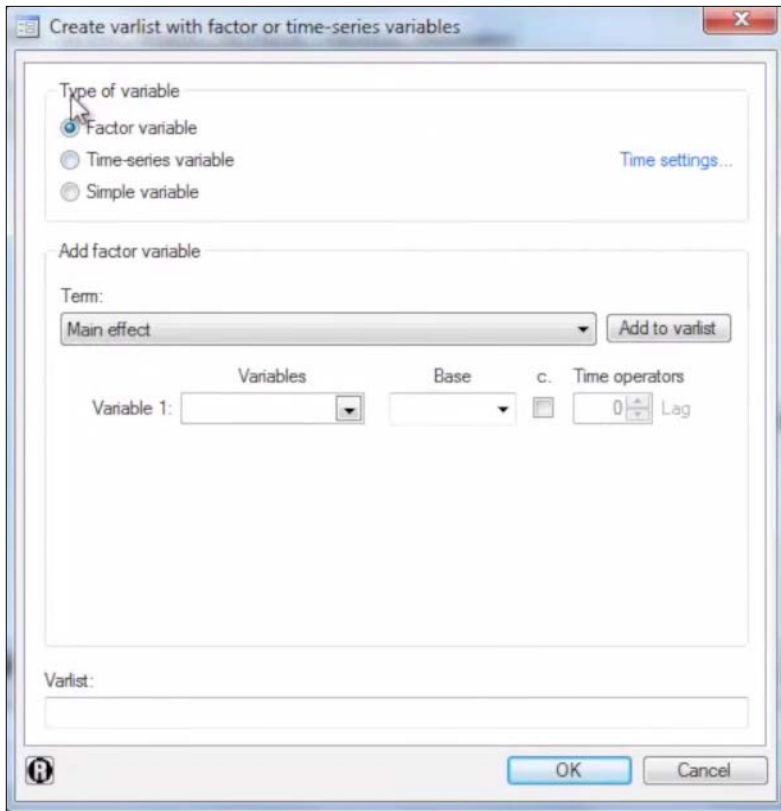 Create varlist with factor or time-series variables
X
Type of variable
Factor variable
Time-series variable
Time settings...
Simple variable
Add factor variable
Term:
Main effect
Add to varlist
Variables Base c. Time operators
Variable 1: 0 Lag
Varlist:
R OK Cancel